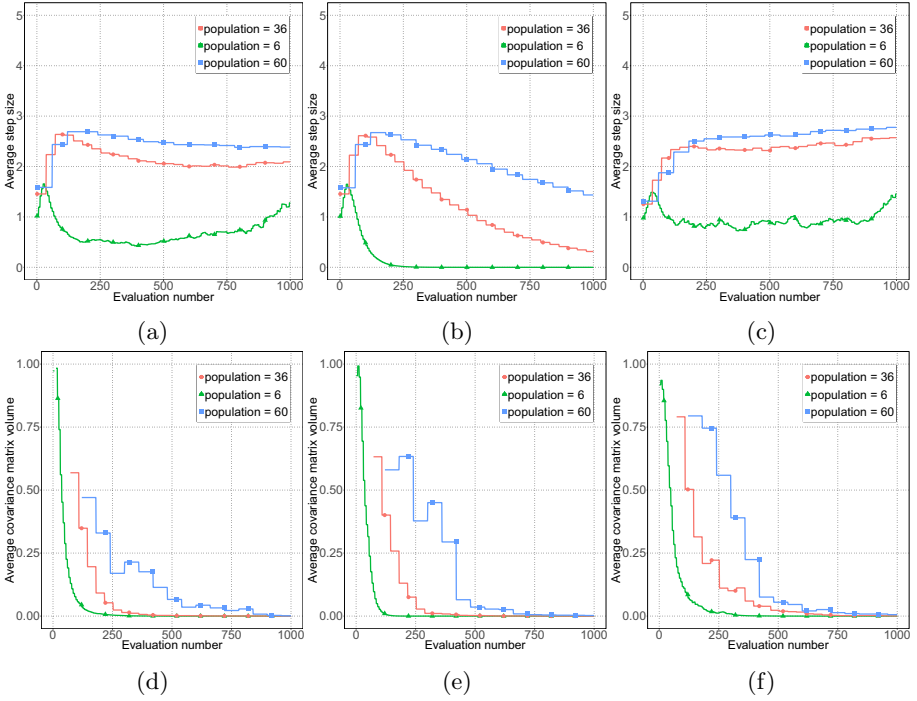 5
4
3
2
1
0
Average step size
population = 36
population = 6
population = 60
0
250
500
750
1000
Evaluation number
(a)
5
4
3
2
1
0
Average step size
population = 36
population = 6
population = 60
0
250
500
750
1000
Evaluation number
(b)
5
4
3
2
1
0
Average step size
population = 36
population = 6
population = 60
0
250
500
750
1000
Evaluation number
(c)
1.00
0.75
0.50
0.25
0.00
Average covariance matrix volume
population = 36
population = 6
population = 60
0
250
500
750
1000
Evaluation number
(d)
1.00
0.75
0.50
0.25
0.00
Average covariance matrix volume
population = 36
population = 6
population = 60
0
250
500
750
1000
Evaluation number
(e)
1.00
0.75
0.50
0.25
0.00
Average covariance matrix volume
population = 36
population = 6
population = 60
0
250
500
750
1000
Evaluation number
(f)